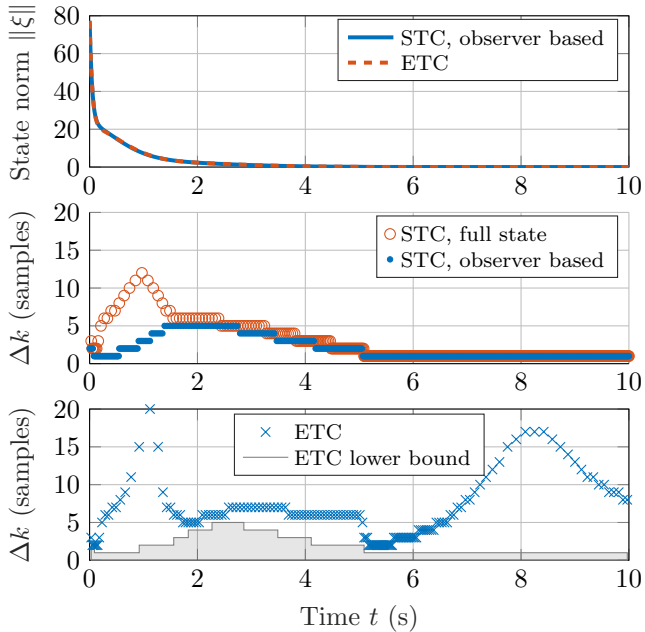 State norm ‖ξ‖
80
60
40
20
0
STC, observer based
ETC
0 2 4 6 8 10
Δk (samples)
20
15
10
5
0
STC, full state
STC, observer based
0 2 4 6 8 10
Δk (samples)
20
15
10
5
0
ETC
ETC lower bound
0 2 4 6 8 10
Time t (s)